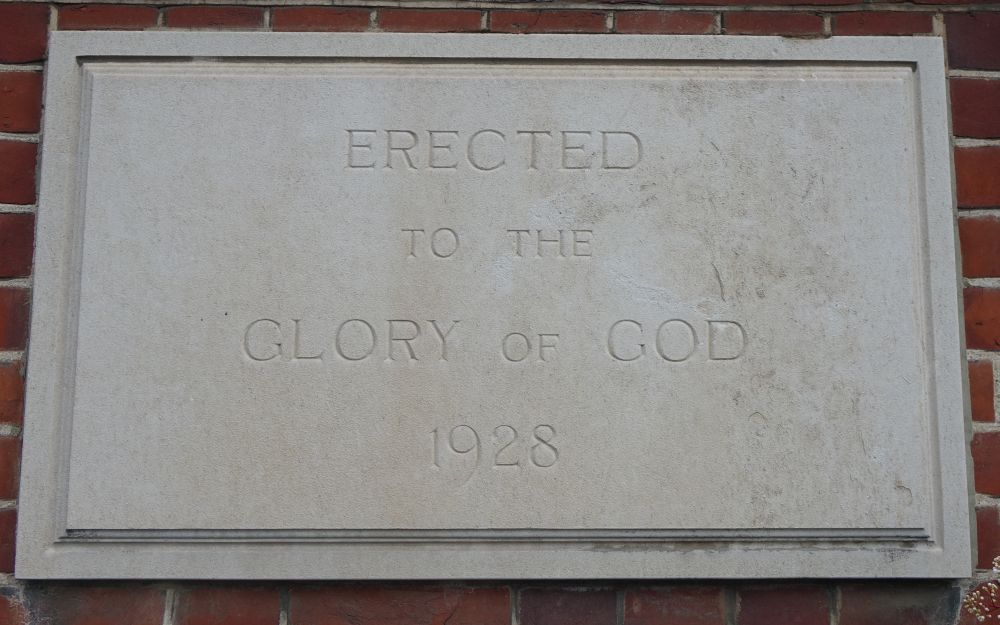 ERECTED
TO THE
GLORY OF GOD
1928